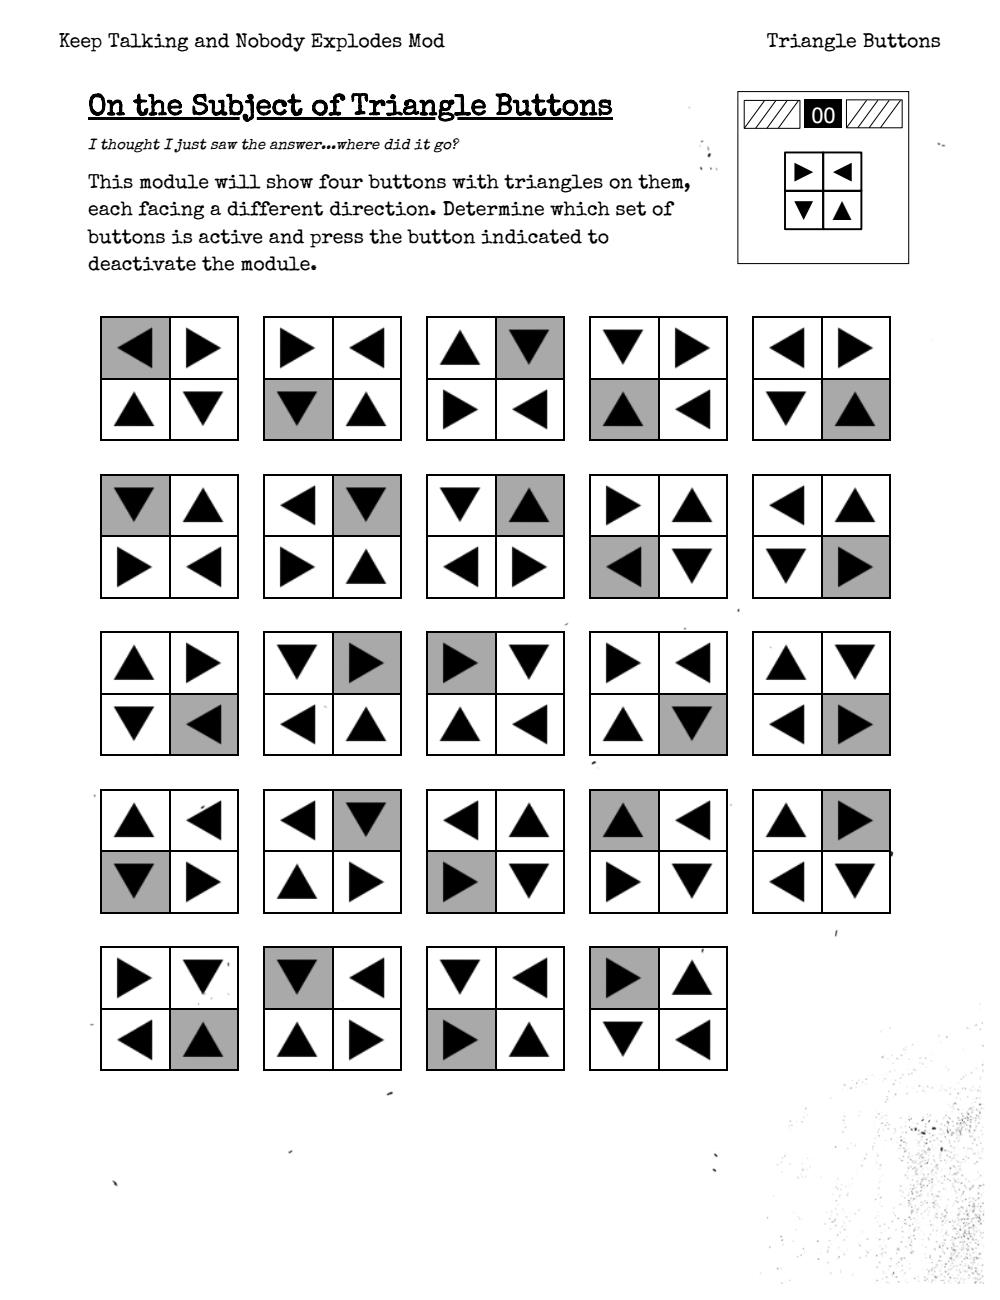 Keep Talking and Nobody Explodes Mod
Triangle Buttons
On the Subject of Triangle Buttons
I thought I just saw the answer...where did it go?
This module will show four buttons with triangles on them,
each facing a different direction. Determine which set of
buttons is active and press the button indicated to
deactivate the module.
00